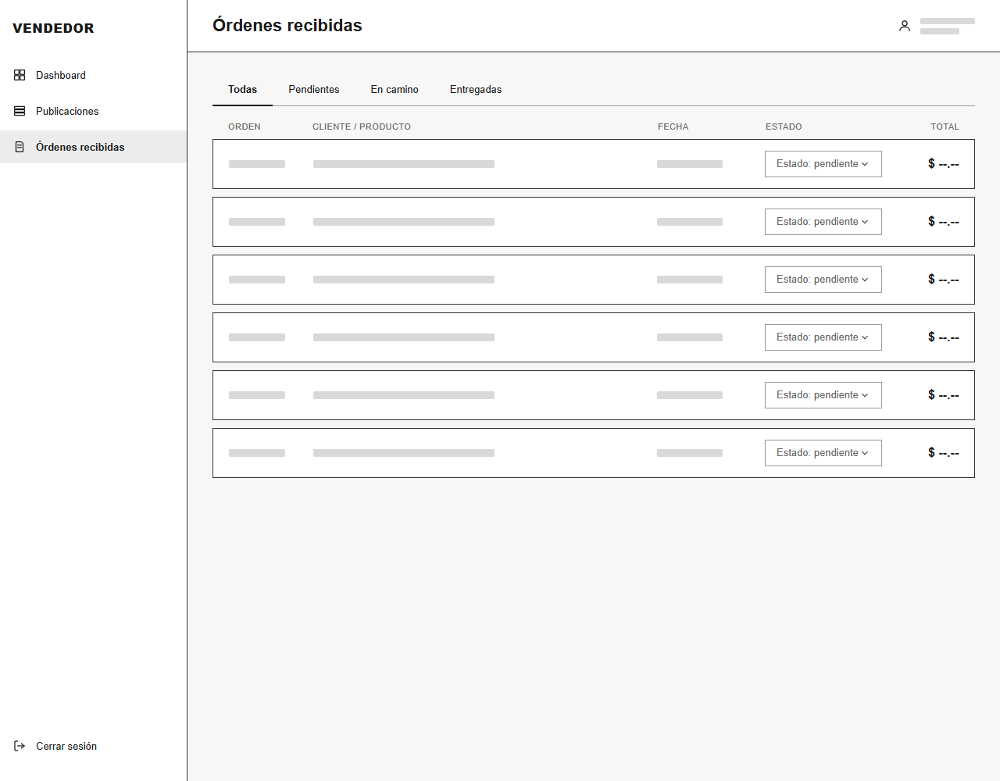 VENDEDOR
Dashboard
Publicaciones
Órdenes recibidas
Cerrar sesión
Órdenes recibidas
Todas Pendientes En camino Entregadas
ORDEN CLIENTE / PRODUCTO FECHA ESTADO TOTAL
Estado: pendiente $ --.--
Estado: pendiente $ --.--
Estado: pendiente $ --.--
Estado: pendiente $ --.--
Estado: pendiente $ --.--
Estado: pendiente $ --.--